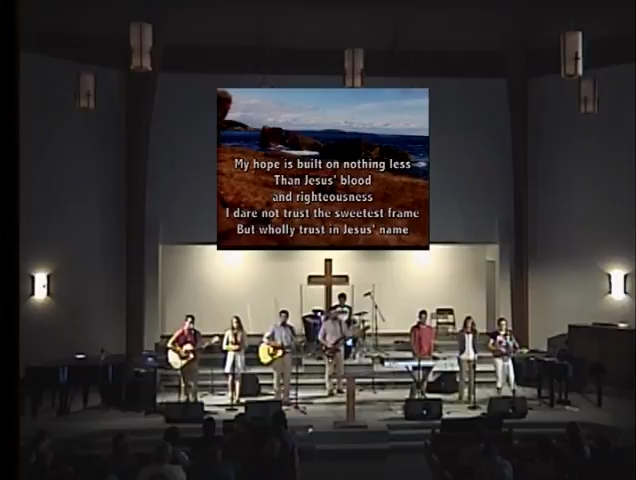 My hope is built on nothing less
Than Jesus' blood
and righteousness
I dare not trust the sweetest frame
But wholly trust in Jesus' name